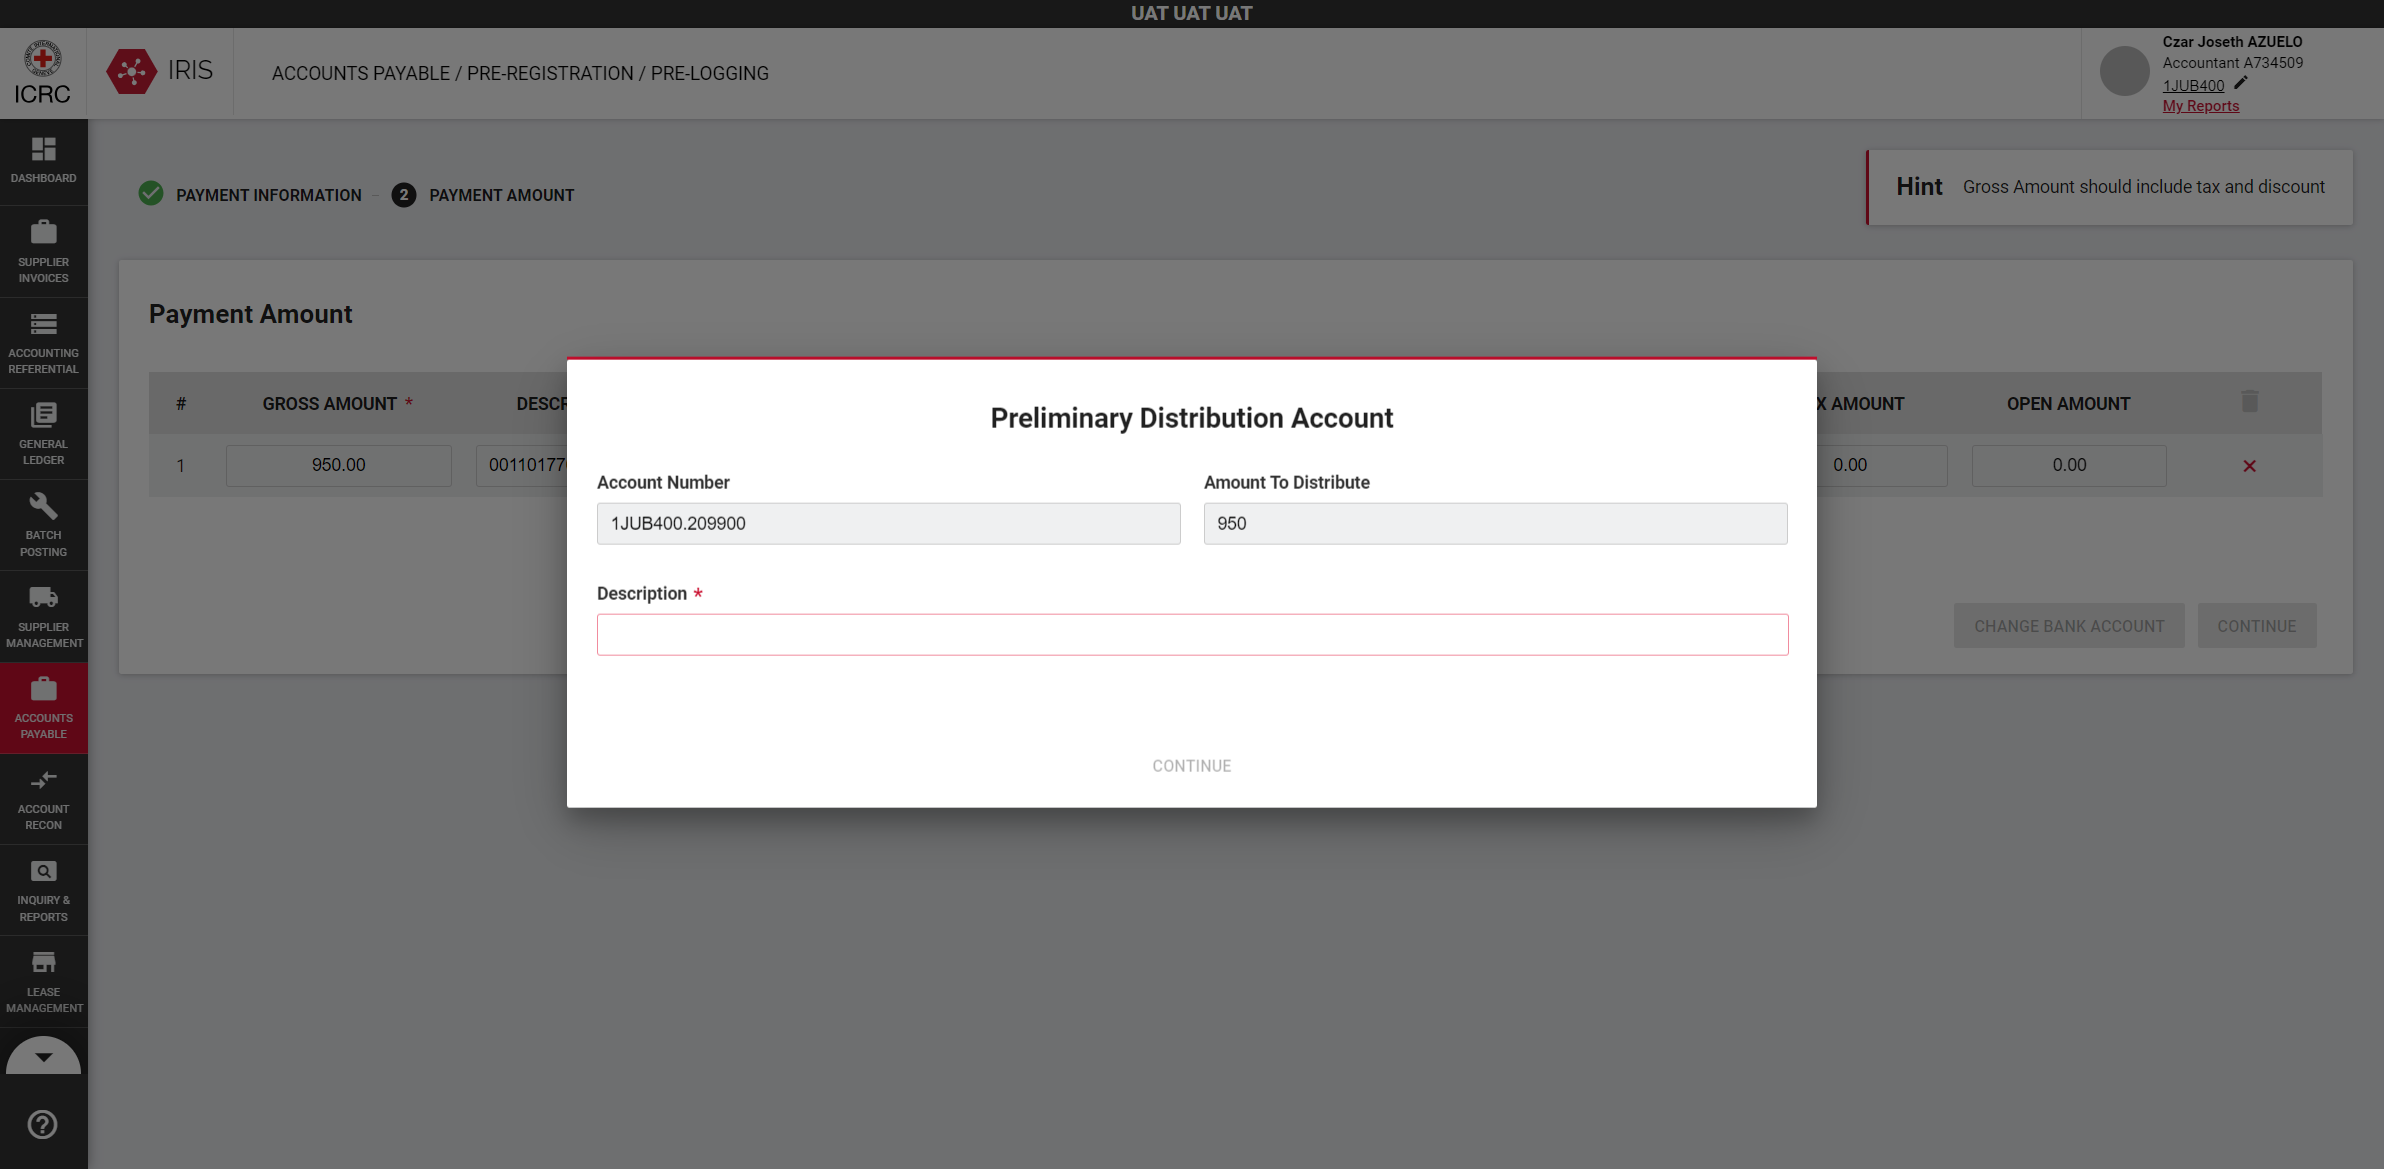 UAT UAT UAT
ICRC
IRIS
ACCOUNTS PAYABLE / PRE-REGISTRATION / PRE-LOGGING
Czar Joseth AZUELO
Accountant A734509
1JUB400
My Reports
DASHBOARD
SUPPLIER
INVOICES
ACCOUNTING
REFERENTIAL
GENERAL
LEDGER
BATCH
POSTING
SUPPLIER
MANAGEMENT
ACCOUNTS
PAYABLE
ACCOUNT
RECON
INQUIRY &
REPORTS
LEASE
MANAGEMENT
PAYMENT INFORMATION - 2 PAYMENT AMOUNT
Hint Gross Amount should include tax and discount
Payment Amount
# GROSS AMOUNT * DESCR X AMOUNT OPEN AMOUNT
1 950.00 00110177 0.00 0.00
CHANGE BANK ACCOUNT CONTINUE
Preliminary Distribution Account
Account Number Amount To Distribute
1JUB400.209900 950
Description *
CONTINUE